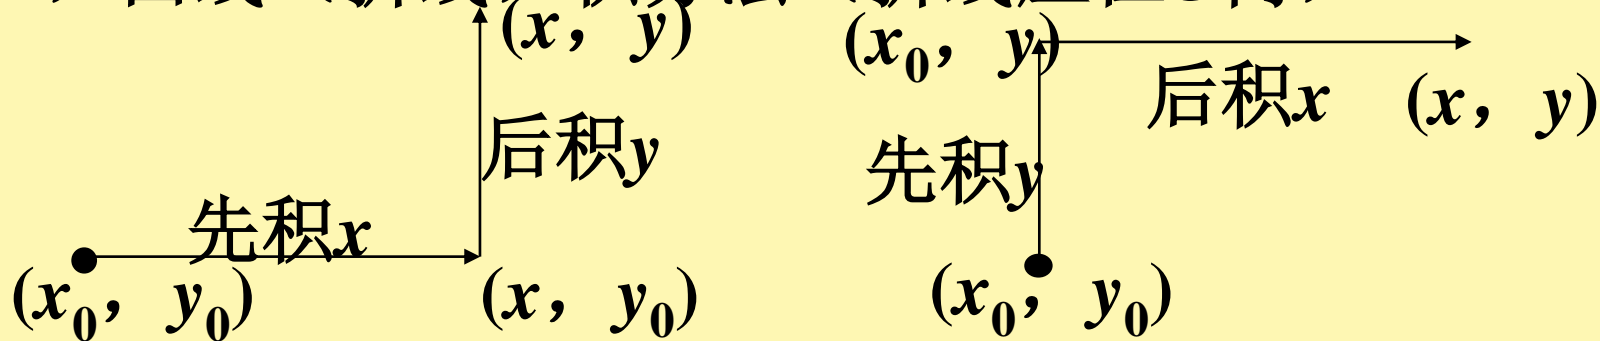 (x, y)
后积y
先积x
(x₀, y₀)
(x, y₀)
(x₀, y)
后积x
(x, y)
先积y
(x₀, y₀)